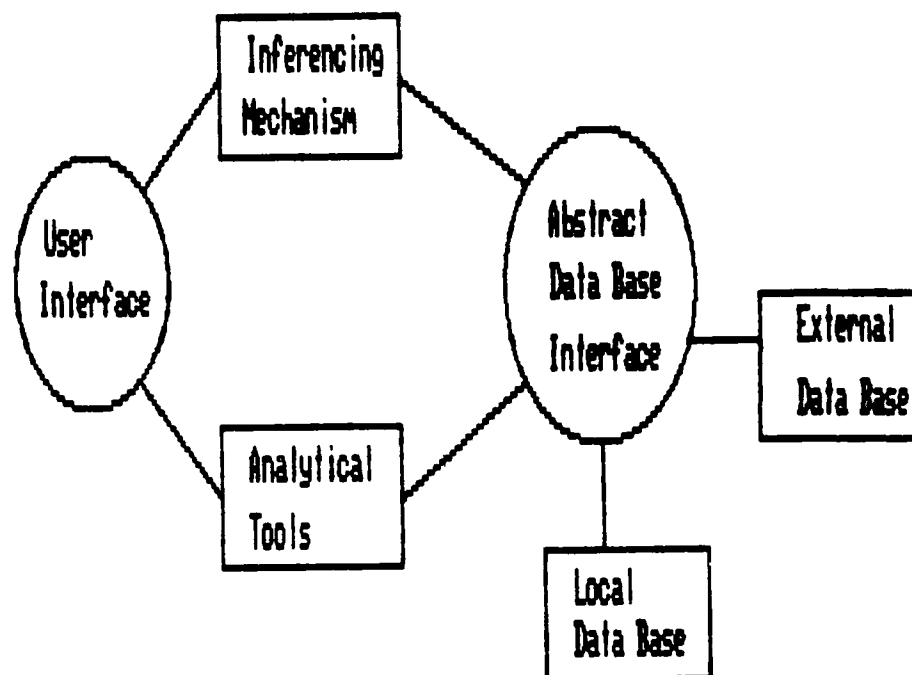 Inferencing
Mechanism
User
Interface
Abstract
Data Base
Interface
External
Data Base
Analytical
Tools
Local
Data Base